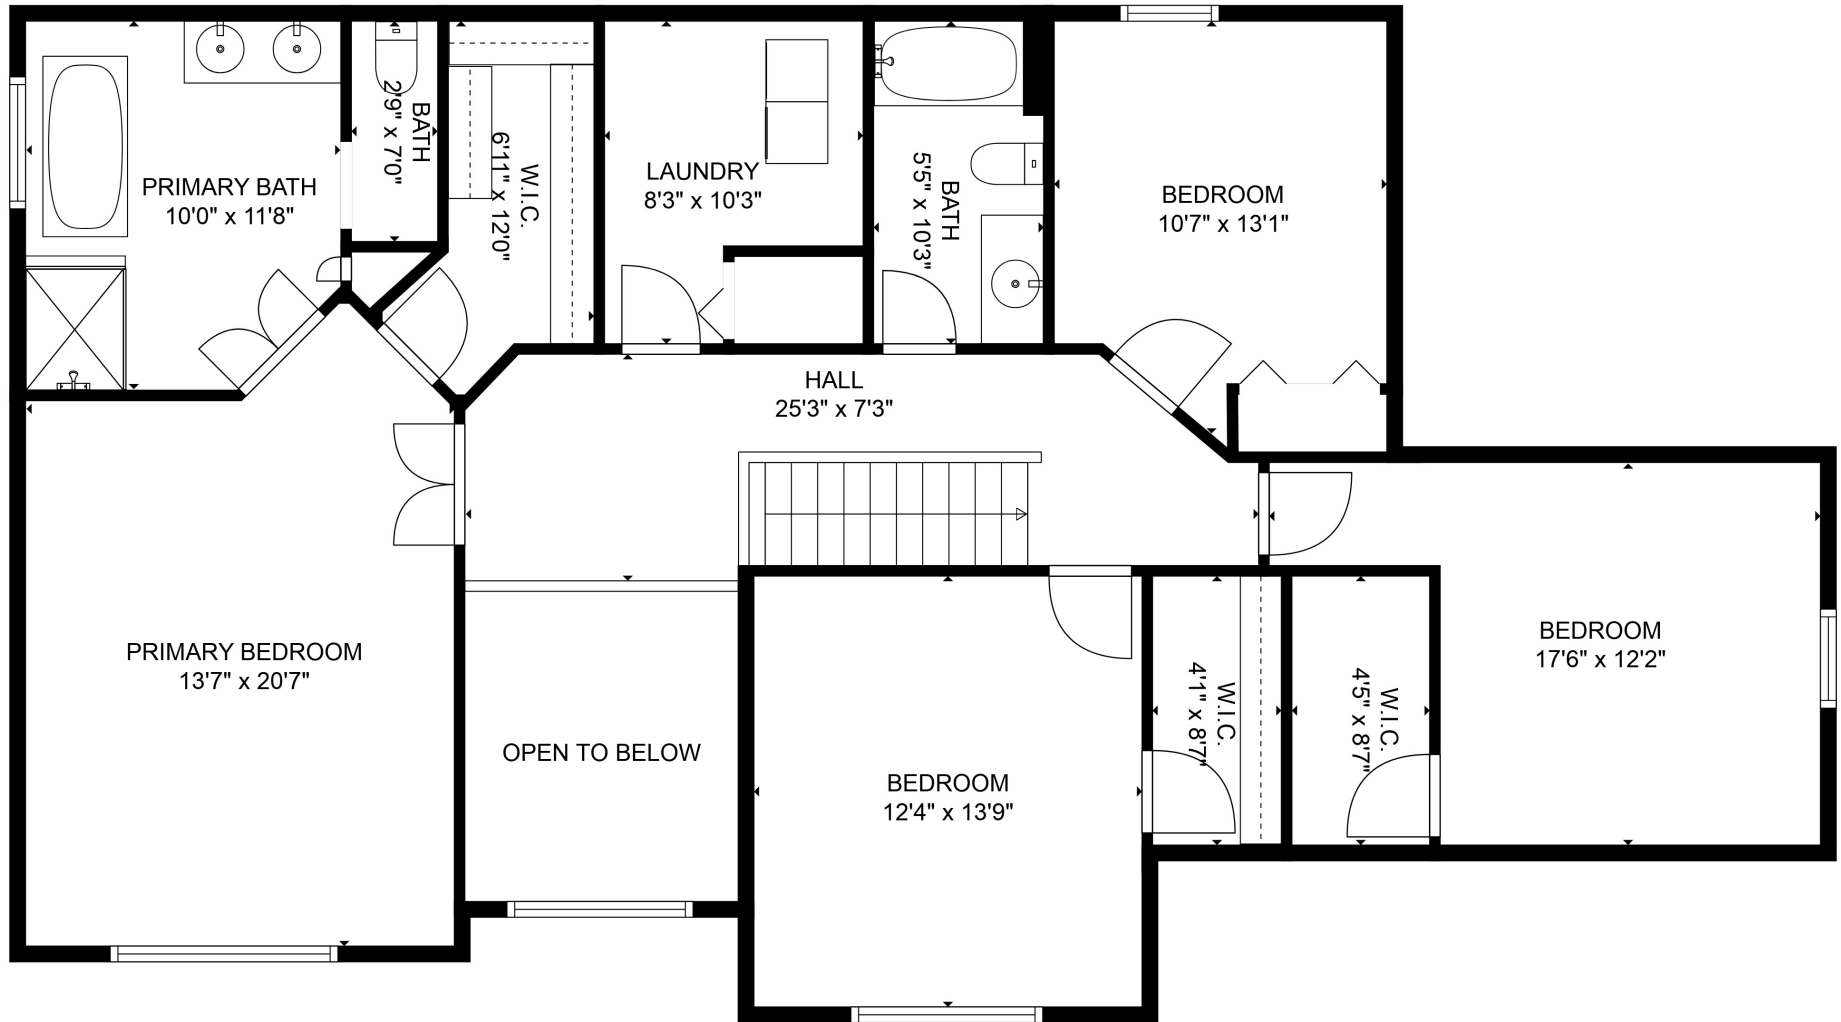 PRIMARY BATH
10'0" x 11'8"
BATH
2'9" x 7'0"
W.I.C.
6'11" x 12'0"
LAUNDRY
8'3" x 10'3"
BATH
5'5" x 10'3"
BEDROOM
10'7" x 13'1"
HALL
25'3" x 7'3"
PRIMARY BEDROOM
13'7" x 20'7"
OPEN TO BELOW
BEDROOM
12'4" x 13'9"
W.I.C.
4'1" x 8'7"
W.I.C.
4'5" x 8'7"
BEDROOM
17'6" x 12'2"